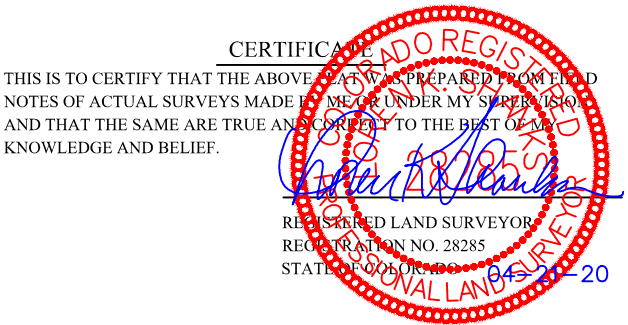 CERTIFICATE
THIS IS TO CERTIFY THAT THE ABOVE PLAT WAS PREPARED FROM FIELD
NOTES OF ACTUAL SURVEYS MADE BY ME OR UNDER MY SUPERVISION
AND THAT THE SAME ARE TRUE AND CORRECT TO THE BEST OF MY
KNOWLEDGE AND BELIEF.
COLORADO REGISTERED
LOREN K. SHANKS
28285
PROFESSIONAL LAND SURVEYOR
REGISTERED LAND SURVEYOR
REGISTRATION NO. 28285
STATE OF COLORADO
04-21-20